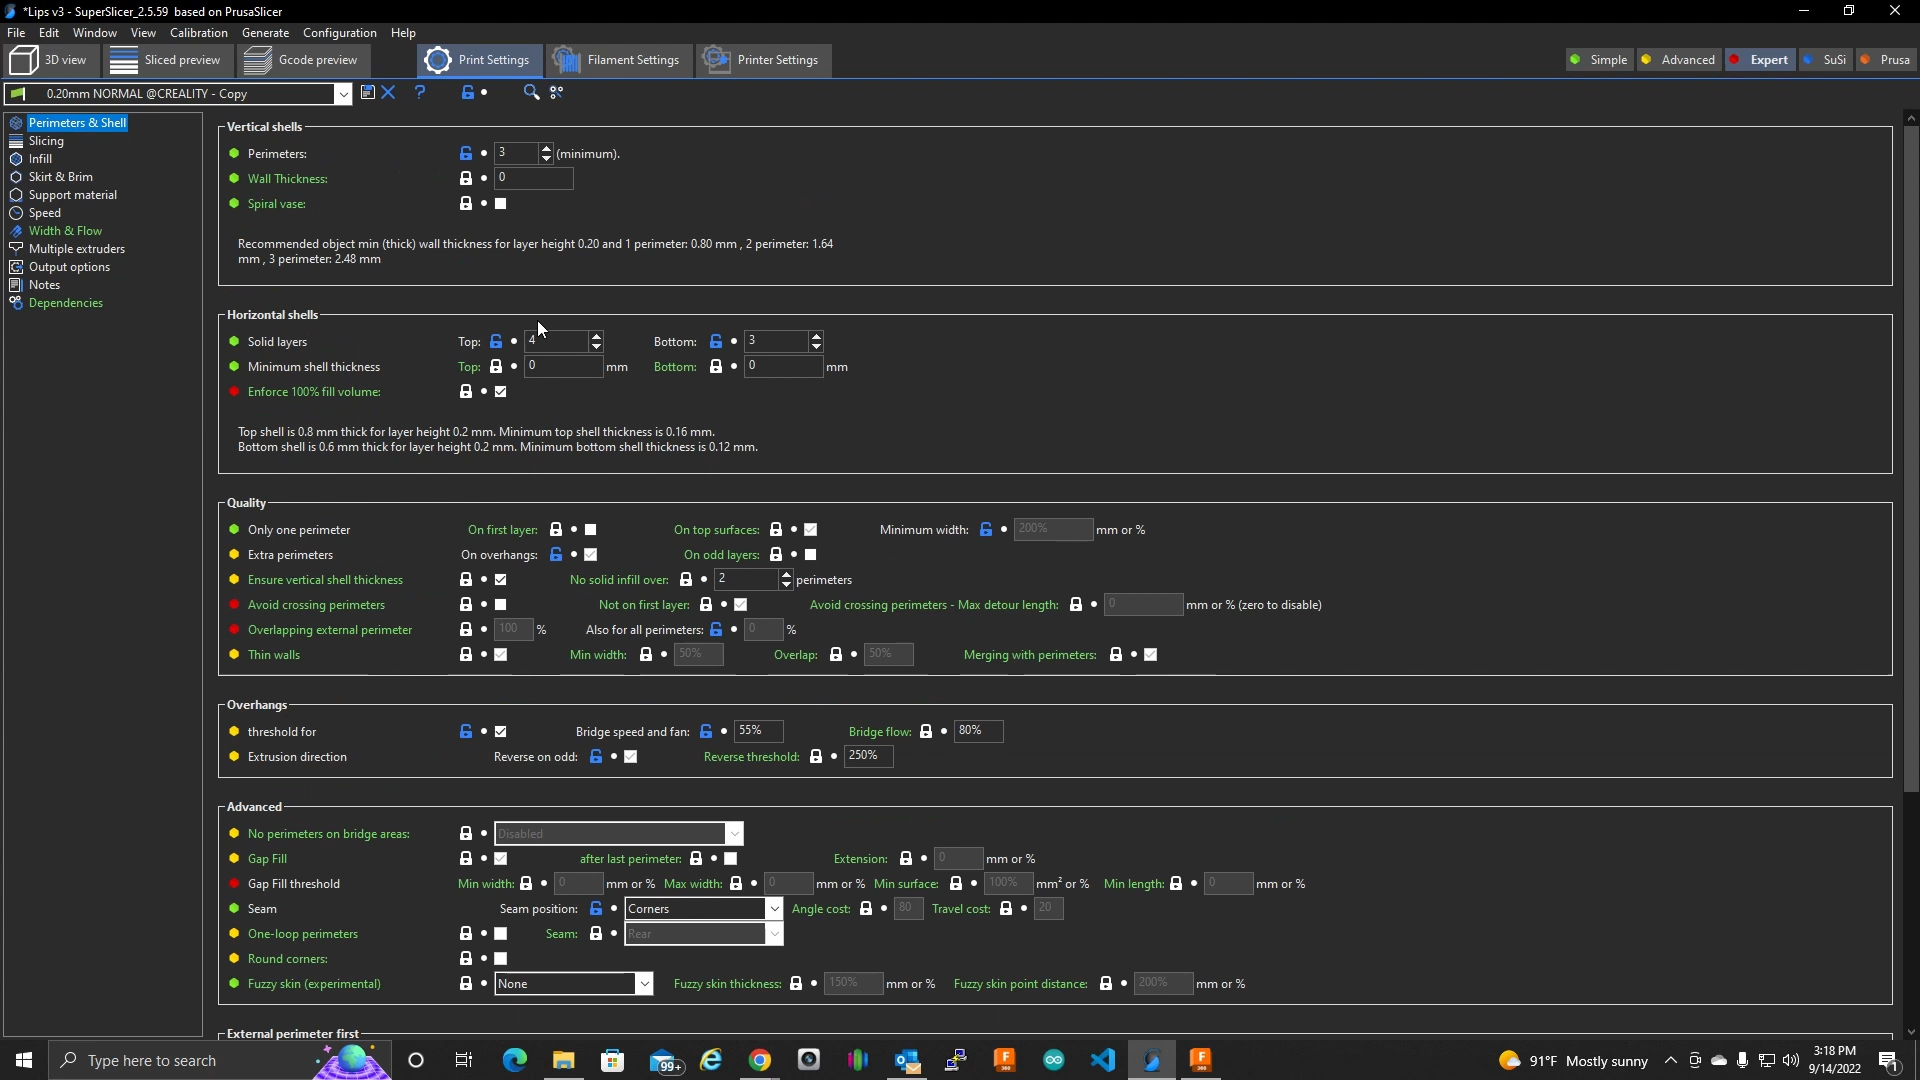 *Lips v3 - SuperSlicer_2.5.59 based on PrusaSlicer
File Edit Window View Calibration Generate Configuration Help
3D view Sliced preview Gcode preview Print Settings Filament Settings Printer Settings Simple Advanced Expert SuSi Prusa
0.20mm NORMAL @CREALITY - Copy ?
Perimeters & Shell
Slicing
Infill
Skirt & Brim
Support material
Speed
Width & Flow
Multiple extruders
Output options
Notes
Dependencies
Vertical shells
Perimeters: 3 (minimum).
Wall Thickness: 0
Spiral vase:
Recommended object min (thick) wall thickness for layer height 0.20 and 1 perimeter: 0.80 mm , 2 perimeter: 1.64
mm , 3 perimeter: 2.48 mm
Horizontal shells
Solid layers Top: 4 Bottom: 3
Minimum shell thickness Top: 0 mm Bottom: 0 mm
Enforce 100% fill volume:
Top shell is 0.8 mm thick for layer height 0.2 mm. Minimum top shell thickness is 0.16 mm.
Bottom shell is 0.6 mm thick for layer height 0.2 mm. Minimum bottom shell thickness is 0.12 mm.
Quality
Only one perimeter On first layer: On top surfaces: Minimum width: 200% mm or %
Extra perimeters On overhangs: On odd layers:
Ensure vertical shell thickness No solid infill over: 2 perimeters
Avoid crossing perimeters Not on first layer: Avoid crossing perimeters - Max detour length: 0 mm or % (zero to disable)
Overlapping external perimeter 100 % Also for all perimeters: 0 %
Thin walls Min width: 50% Overlap: 50% Merging with perimeters:
Overhangs
threshold for Bridge speed and fan: 55% Bridge flow: 80%
Extrusion direction Reverse on odd: Reverse threshold: 250%
Advanced
No perimeters on bridge areas: Disabled
Gap Fill after last perimeter: Extension: 0 mm or %
Gap Fill threshold Min width: 0 mm or % Max width: 0 mm or % Min surface: 100% mm² or % Min length: 0 mm or %
Seam Seam position: Corners Angle cost: 80 Travel cost: 20
One-loop perimeters Seam: Rear
Round corners:
Fuzzy skin (experimental) None Fuzzy skin thickness: 150% mm or % Fuzzy skin point distance: 200% mm or %
External perimeter first
Type here to search 99+ 91°F Mostly sunny 3:18 PM
9/14/2022 1